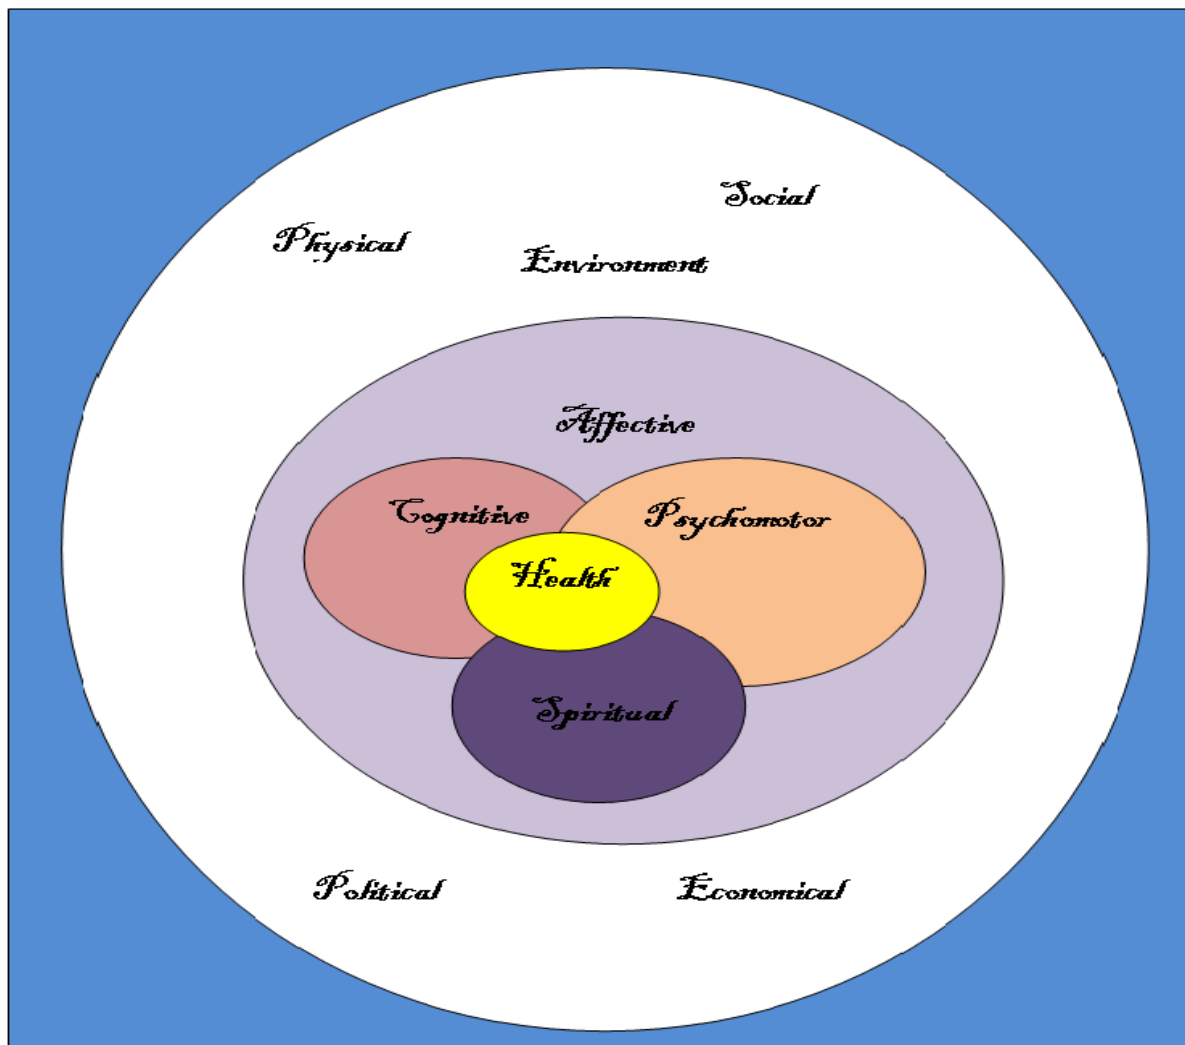 Social
Physical
Environment
Affective
Cognitive
Psychomotor
Health
Spiritual
Political
Economical